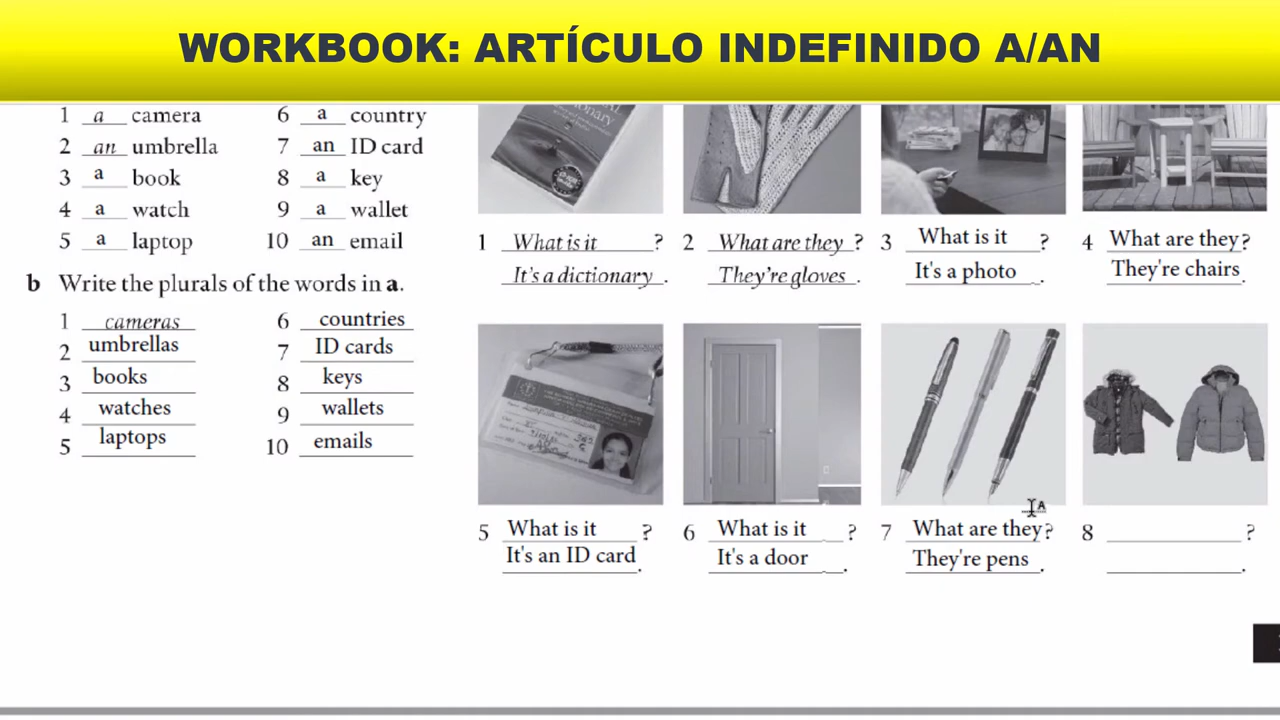 WORKBOOK: ARTÍCULO INDEFINIDO A/AN
1 a camera
2 an umbrella
3 a book
4 a watch
5 a laptop
6 a country
7 an ID card
8 a key
9 a wallet
10 an email
b Write the plurals of the words in a.
1 cameras
2 umbrellas
3 books
4 watches
5 laptops
6 countries
7 ID cards
8 keys
9 wallets
10 emails
1 What is it ?
It's a dictionary .
2 What are they ?
They're gloves .
3 What is it ?
It's a photo .
4 What are they?
They're chairs .
5 What is it ?
It's an ID card .
6 What is it ?
It's a door .
7 What are they?
They're pens .
8 ?
.